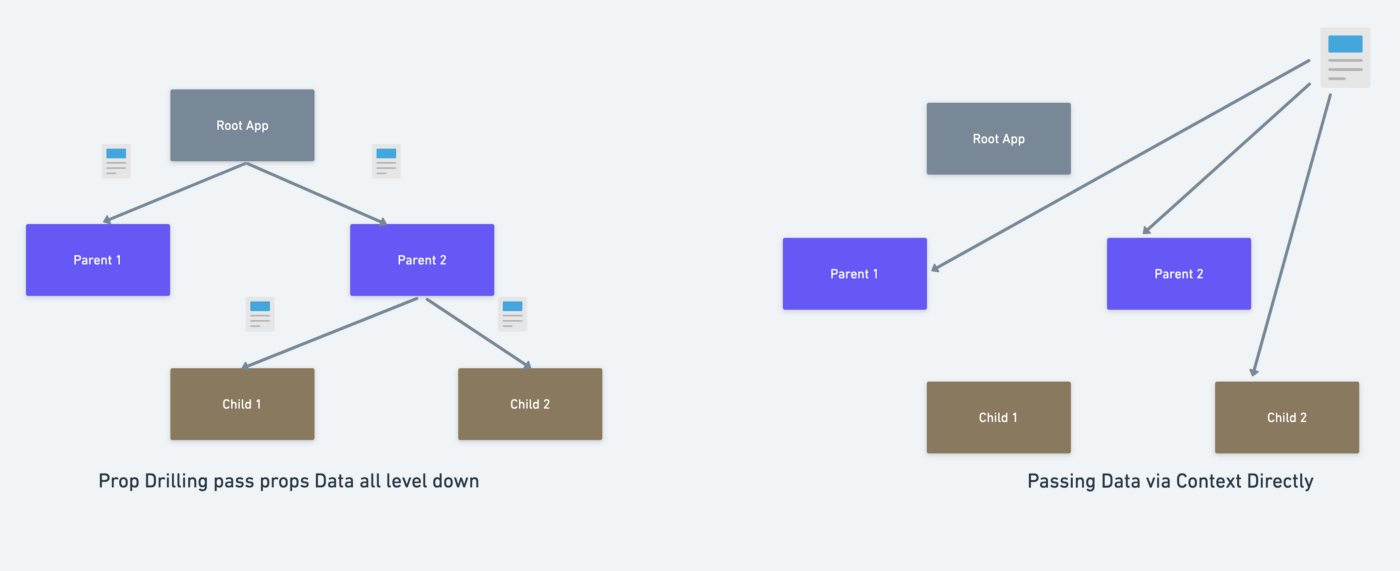 Root App
Parent 1
Parent 2
Child 1
Child 2
Prop Drilling pass props Data all level down
Root App
Parent 1
Parent 2
Child 1
Child 2
Passing Data via Context Directly